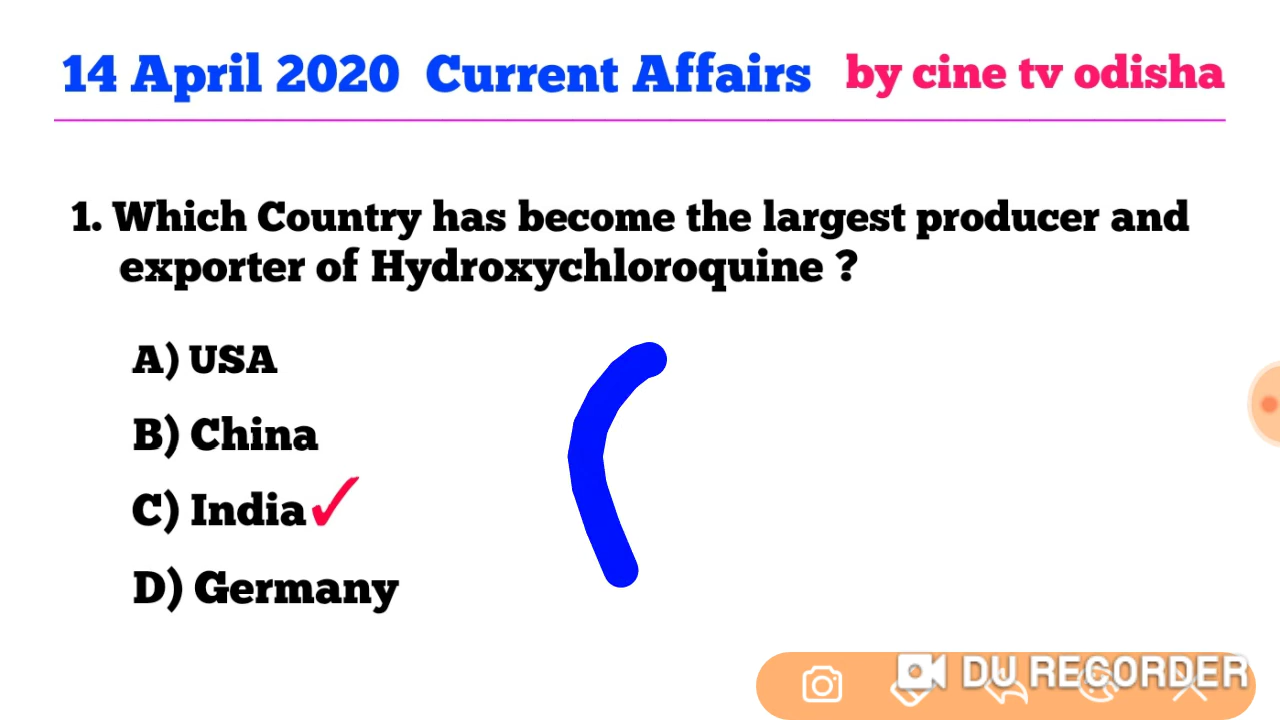 14 April 2020 Current Affairs by cine tv odisha
1. Which Country has become the largest producer and
exporter of Hydroxychloroquine ?
A) USA
B) China
C) India✓
D) Germany
DU RECORDER